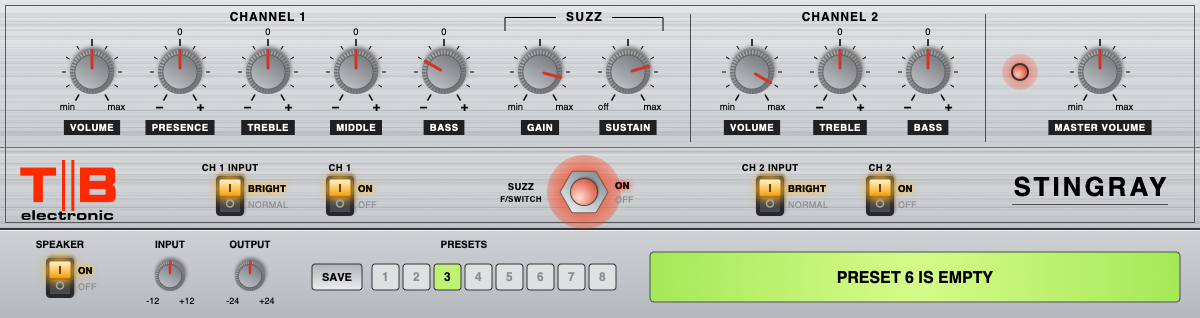 CHANNEL 1
SUZZ
CHANNEL 2
0 0 0 0 0 0
min max - + - + - + - + min max off max min max - + - + min max
VOLUME PRESENCE TREBLE MIDDLE BASS GAIN SUSTAIN VOLUME TREBLE BASS MASTER VOLUME
TB
electronic
CH 1 INPUT
I BRIGHT
O NORMAL
CH 1
I ON
O OFF
SUZZ
F/SWITCH
ON
OFF
CH 2 INPUT
I BRIGHT
O NORMAL
CH 2
I ON
O OFF
STINGRAY
SPEAKER
I ON
O OFF
INPUT
-12 +12
OUTPUT
-24 +24
PRESETS
SAVE 1 2 3 4 5 6 7 8
PRESET 6 IS EMPTY